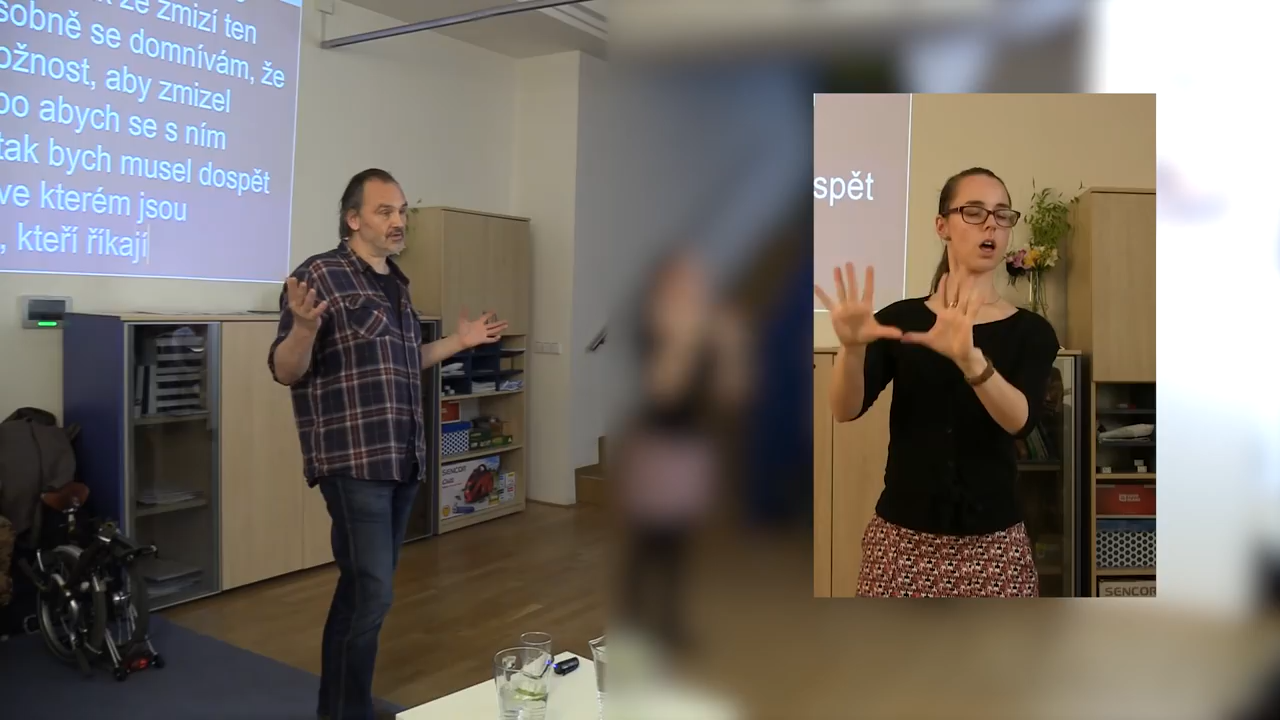 že zmizí ten
sobně se domnívám, že
ožnost, aby zmizel
bo abych se s ním
tak bych musel dospět
ve kterém jsou
, kteří říkají
spět
SENCOR
SENCOR